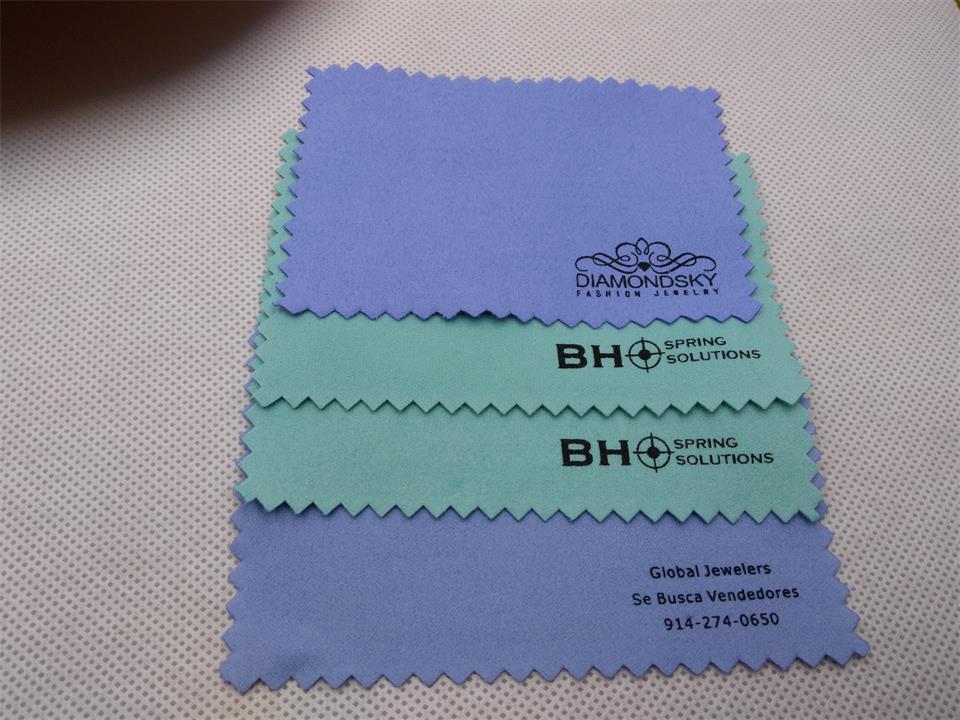 DIAMONDSKY
FASHION JEWELRY
BH SPRING
SOLUTIONS
BH SPRING
SOLUTIONS
Global Jewelers
Se Busca Vendedores
914-274-0650